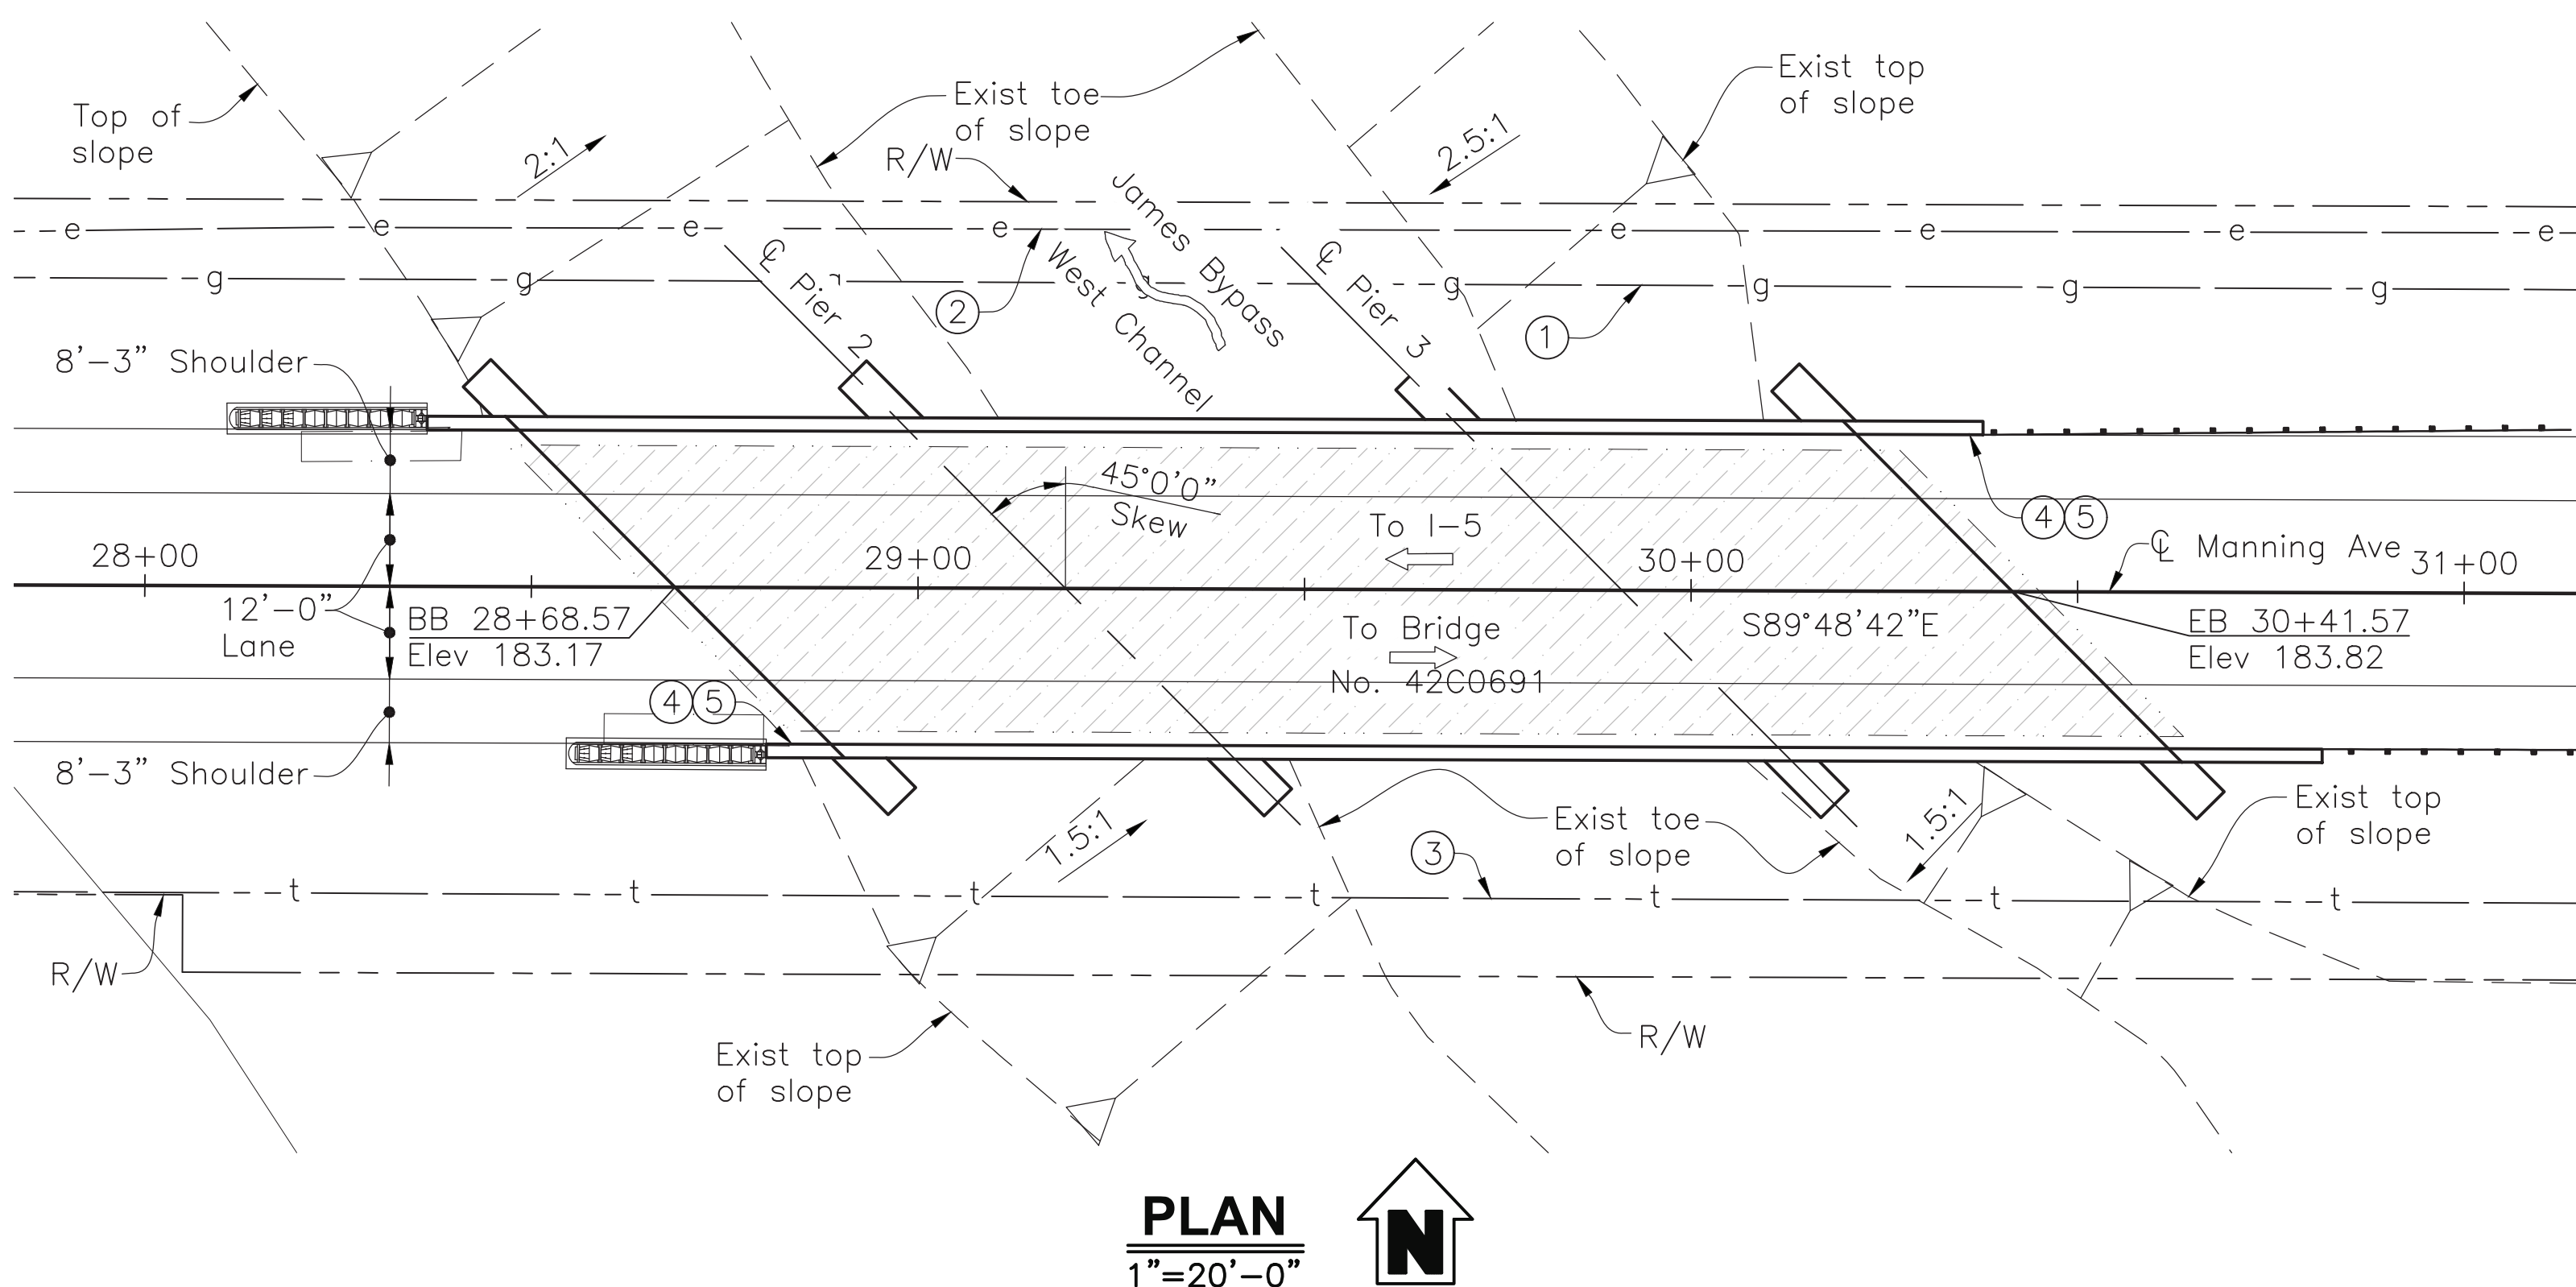 Top of
slope
2:1
Exist toe
of slope
R/W
2.5:1
Exist top
of slope
e e e e e e e e
g g g g g g
℄ Pier 2
James Bypass
West Channel
℄ Pier 3
2
1
8'-3" Shoulder
45°0'0"
Skew
To I-5
4 5
28+00
29+00
30+00
℄ Manning Ave
31+00
12'-0"
Lane
BB 28+68.57
Elev 183.17
To Bridge
No. 42C0691
S89°48'42"E
EB 30+41.57
Elev 183.82
4 5
8'-3" Shoulder
1.5:1
Exist toe
of slope
1.5:1
Exist top
of slope
3
t t t t t t t
R/W
R/W
Exist top
of slope
PLAN
1"=20'-0"
N